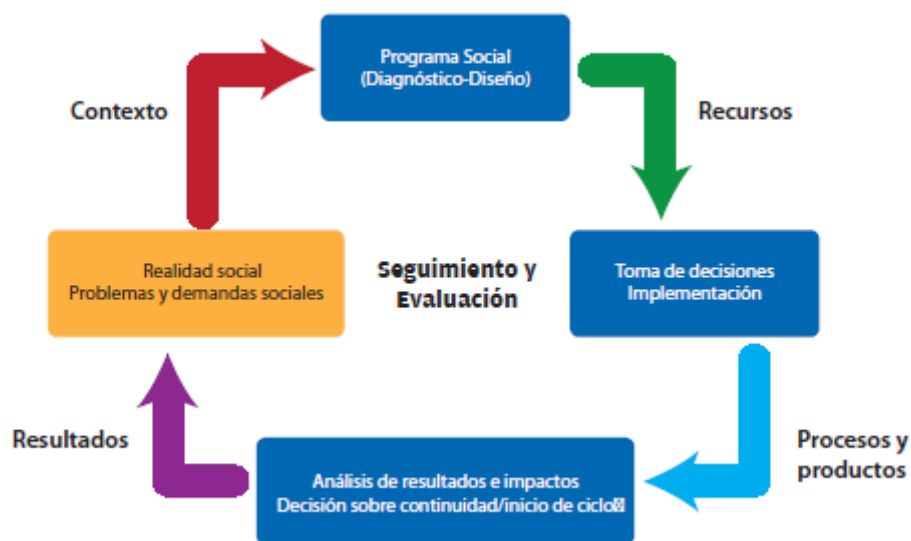 Programa Social
(Diagnóstico-Diseño)
Contexto
Recursos
Realidad social
Problemas y demandas sociales
Seguimiento y
Evaluación
Toma de decisiones
Implementación
Resultados
Procesos y
productos
Análisis de resultados e impactos
Decisión sobre continuidad/inicio de ciclo